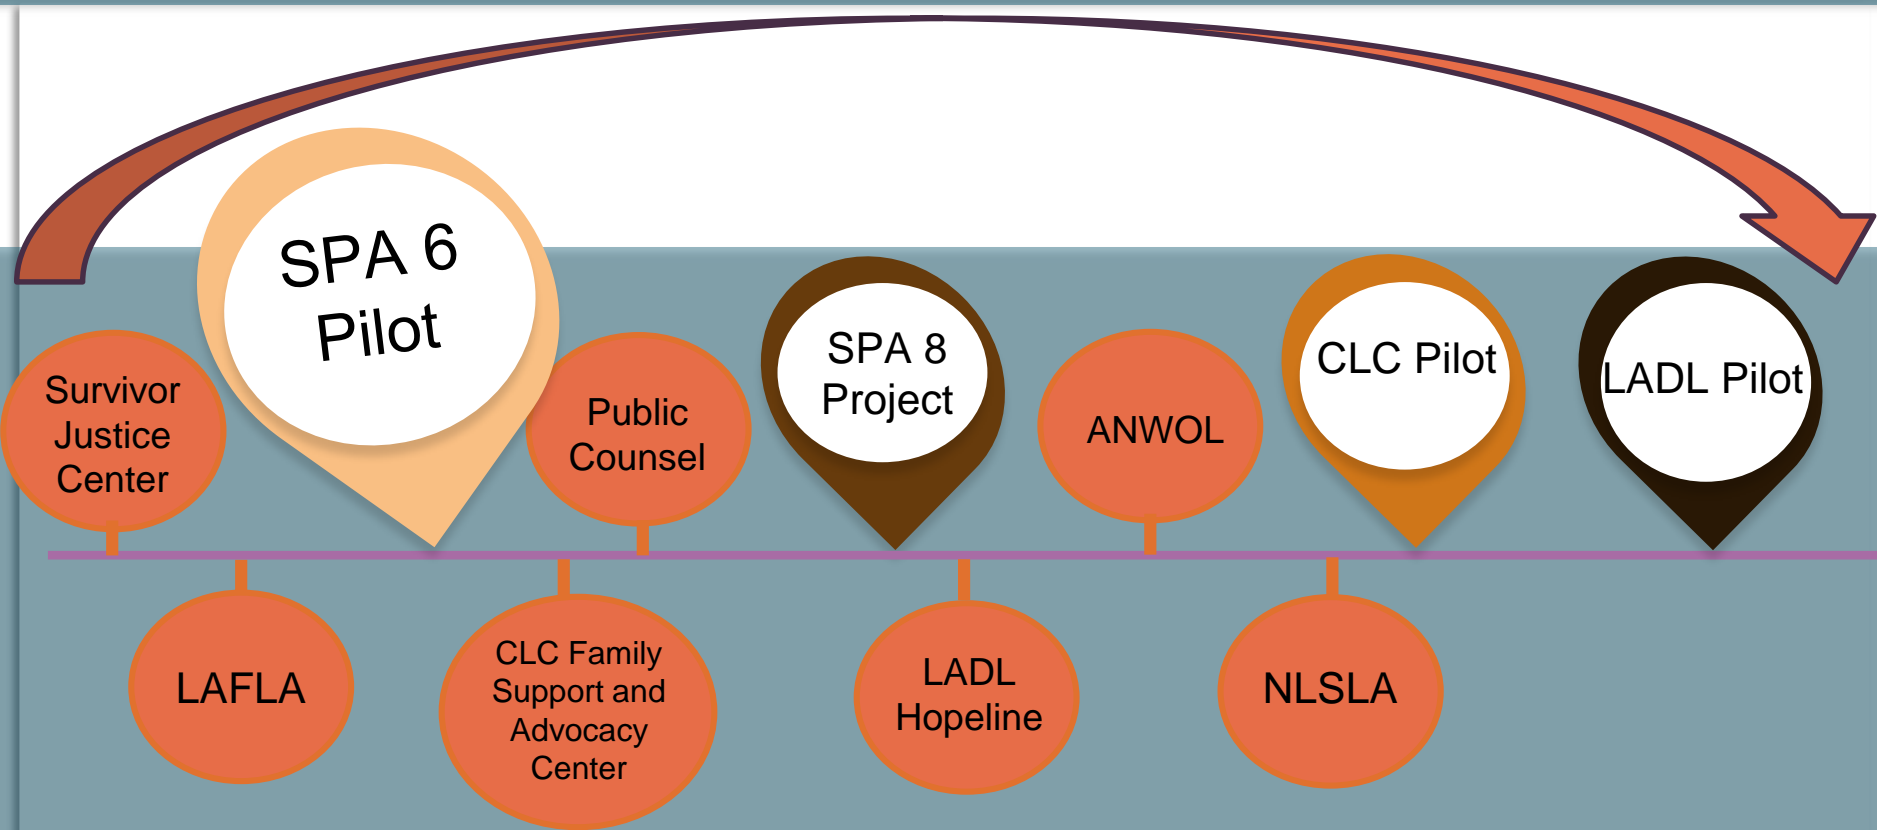 Survivor
Justice
Center
SPA 6
Pilot
Public
Counsel
SPA 8
Project
ANWOL
CLC Pilot
LADL Pilot
LAFLA
CLC Family
Support and
Advocacy
Center
LADL
Hopeline
NLSLA